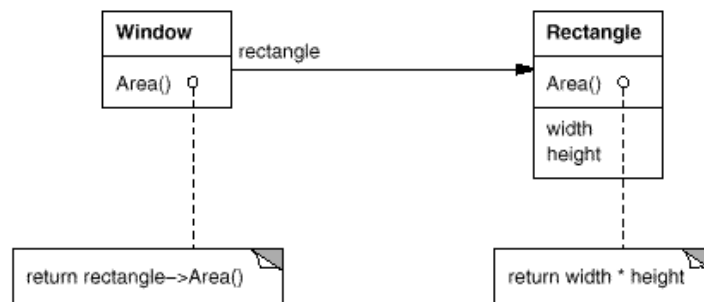 Window
Area()
rectangle
Rectangle
Area()
width
height
return rectangle–>Area()
return width * height